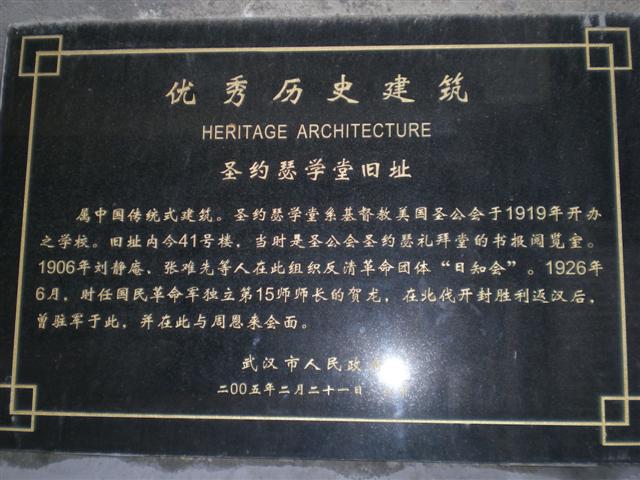 优秀历史建筑
HERITAGE ARCHITECTURE
圣约瑟学堂旧址
属中国传统式建筑。圣约瑟学堂系基督教美国圣公会于1919年开办
之学校。旧址内今41号楼，当时是圣公会圣约瑟礼拜堂的书报阅览室。
1906年刘静庵、张难先等人在此组织反清革命团体“日知会”。1926年
6月，时任国民革命军独立第15师师长的贺龙，在北伐开封胜利返汉后，
曾驻军于此，并在此与周恩来会面。
武汉市人民政
二〇〇五年二月二十一日